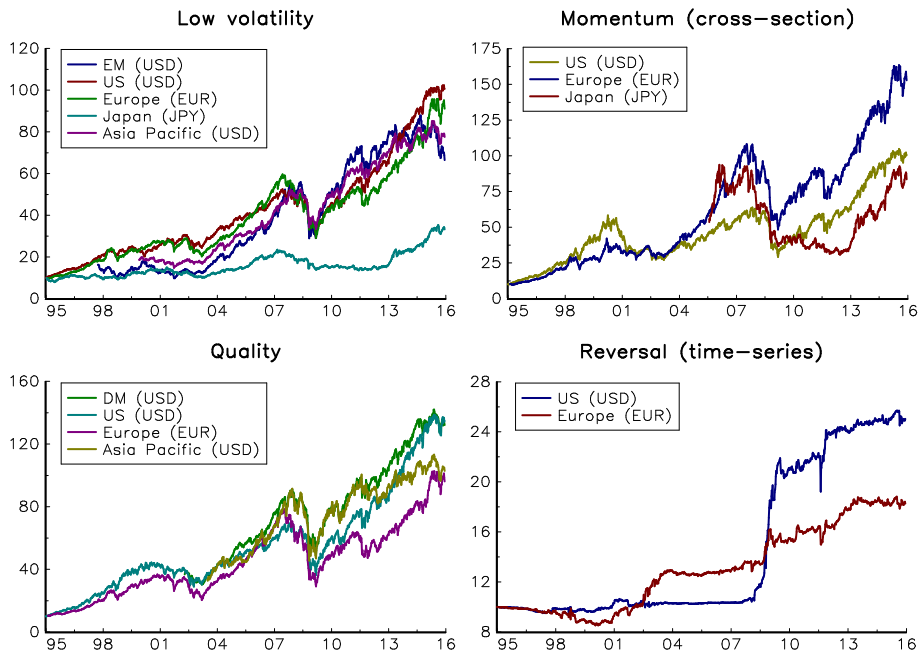 Low volatility
120
100
80
60
40
20
0
EM (USD)
US (USD)
Europe (EUR)
Japan (JPY)
Asia Pacific (USD)
95 98 01 04 07 10 13 16
Momentum (cross-section)
175
150
125
100
75
50
25
0
US (USD)
Europe (EUR)
Japan (JPY)
95 98 01 04 07 10 13 16
Quality
160
120
80
40
0
DM (USD)
US (USD)
Europe (EUR)
Asia Pacific (USD)
95 98 01 04 07 10 13 16
Reversal (time-series)
28
24
20
16
12
8
US (USD)
Europe (EUR)
95 98 01 04 07 10 13 16